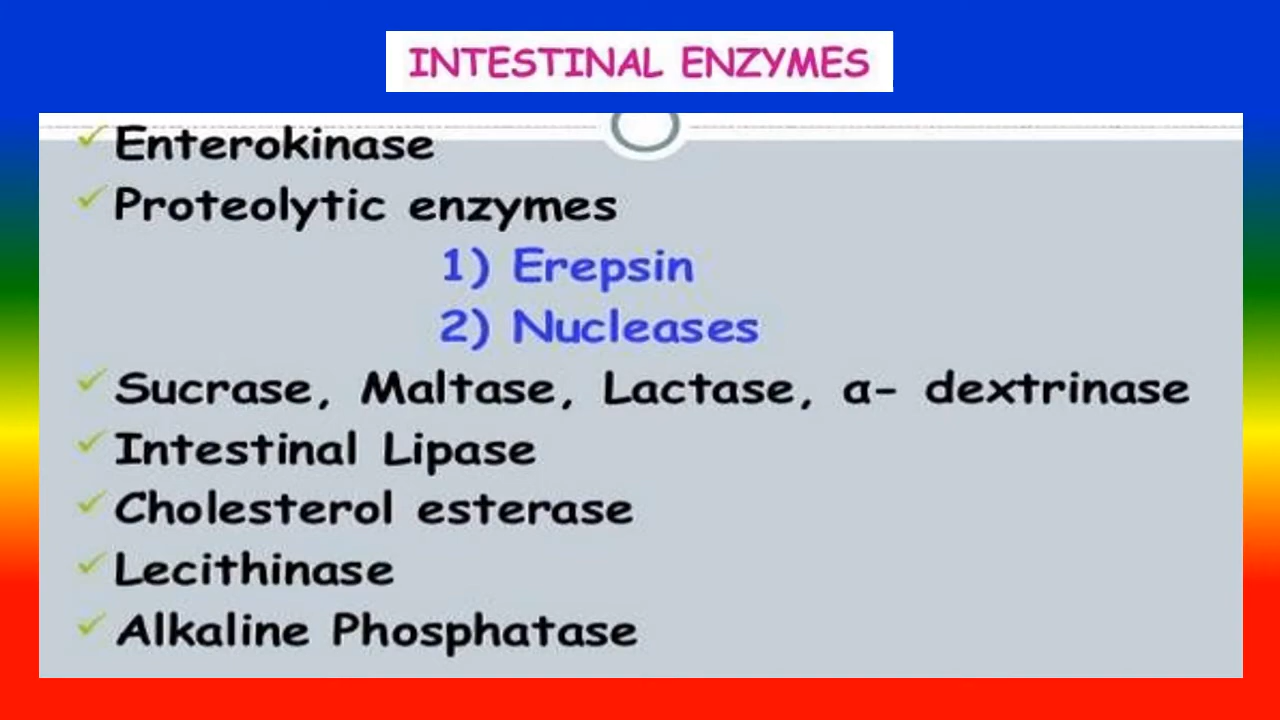 INTESTINAL ENZYMES
✓ Enterokinase
✓ Proteolytic enzymes
1) Erepsin
2) Nucleases
✓ Sucrase, Maltase, Lactase, α- dextrinase
✓ Intestinal Lipase
✓ Cholesterol esterase
✓ Lecithinase
✓ Alkaline Phosphatase